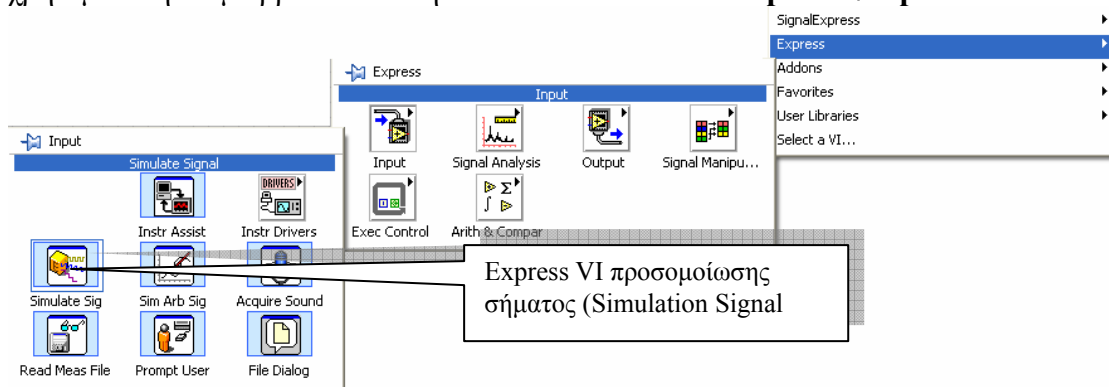 SignalExpress
Express
Addons
Favorites
User Libraries
Select a VI...
Express
Input
Input
Signal Analysis
Output
Signal Manipu...
Exec Control
Arith & Compar
Input
Simulate Signal
DRIVERS
Instr Assist
Instr Drivers
Simulate Sig
Sim Arb Sig
Acquire Sound
Read Meas File
Prompt User
File Dialog
Express VI προσομοίωσης
σήματος (Simulation Signal